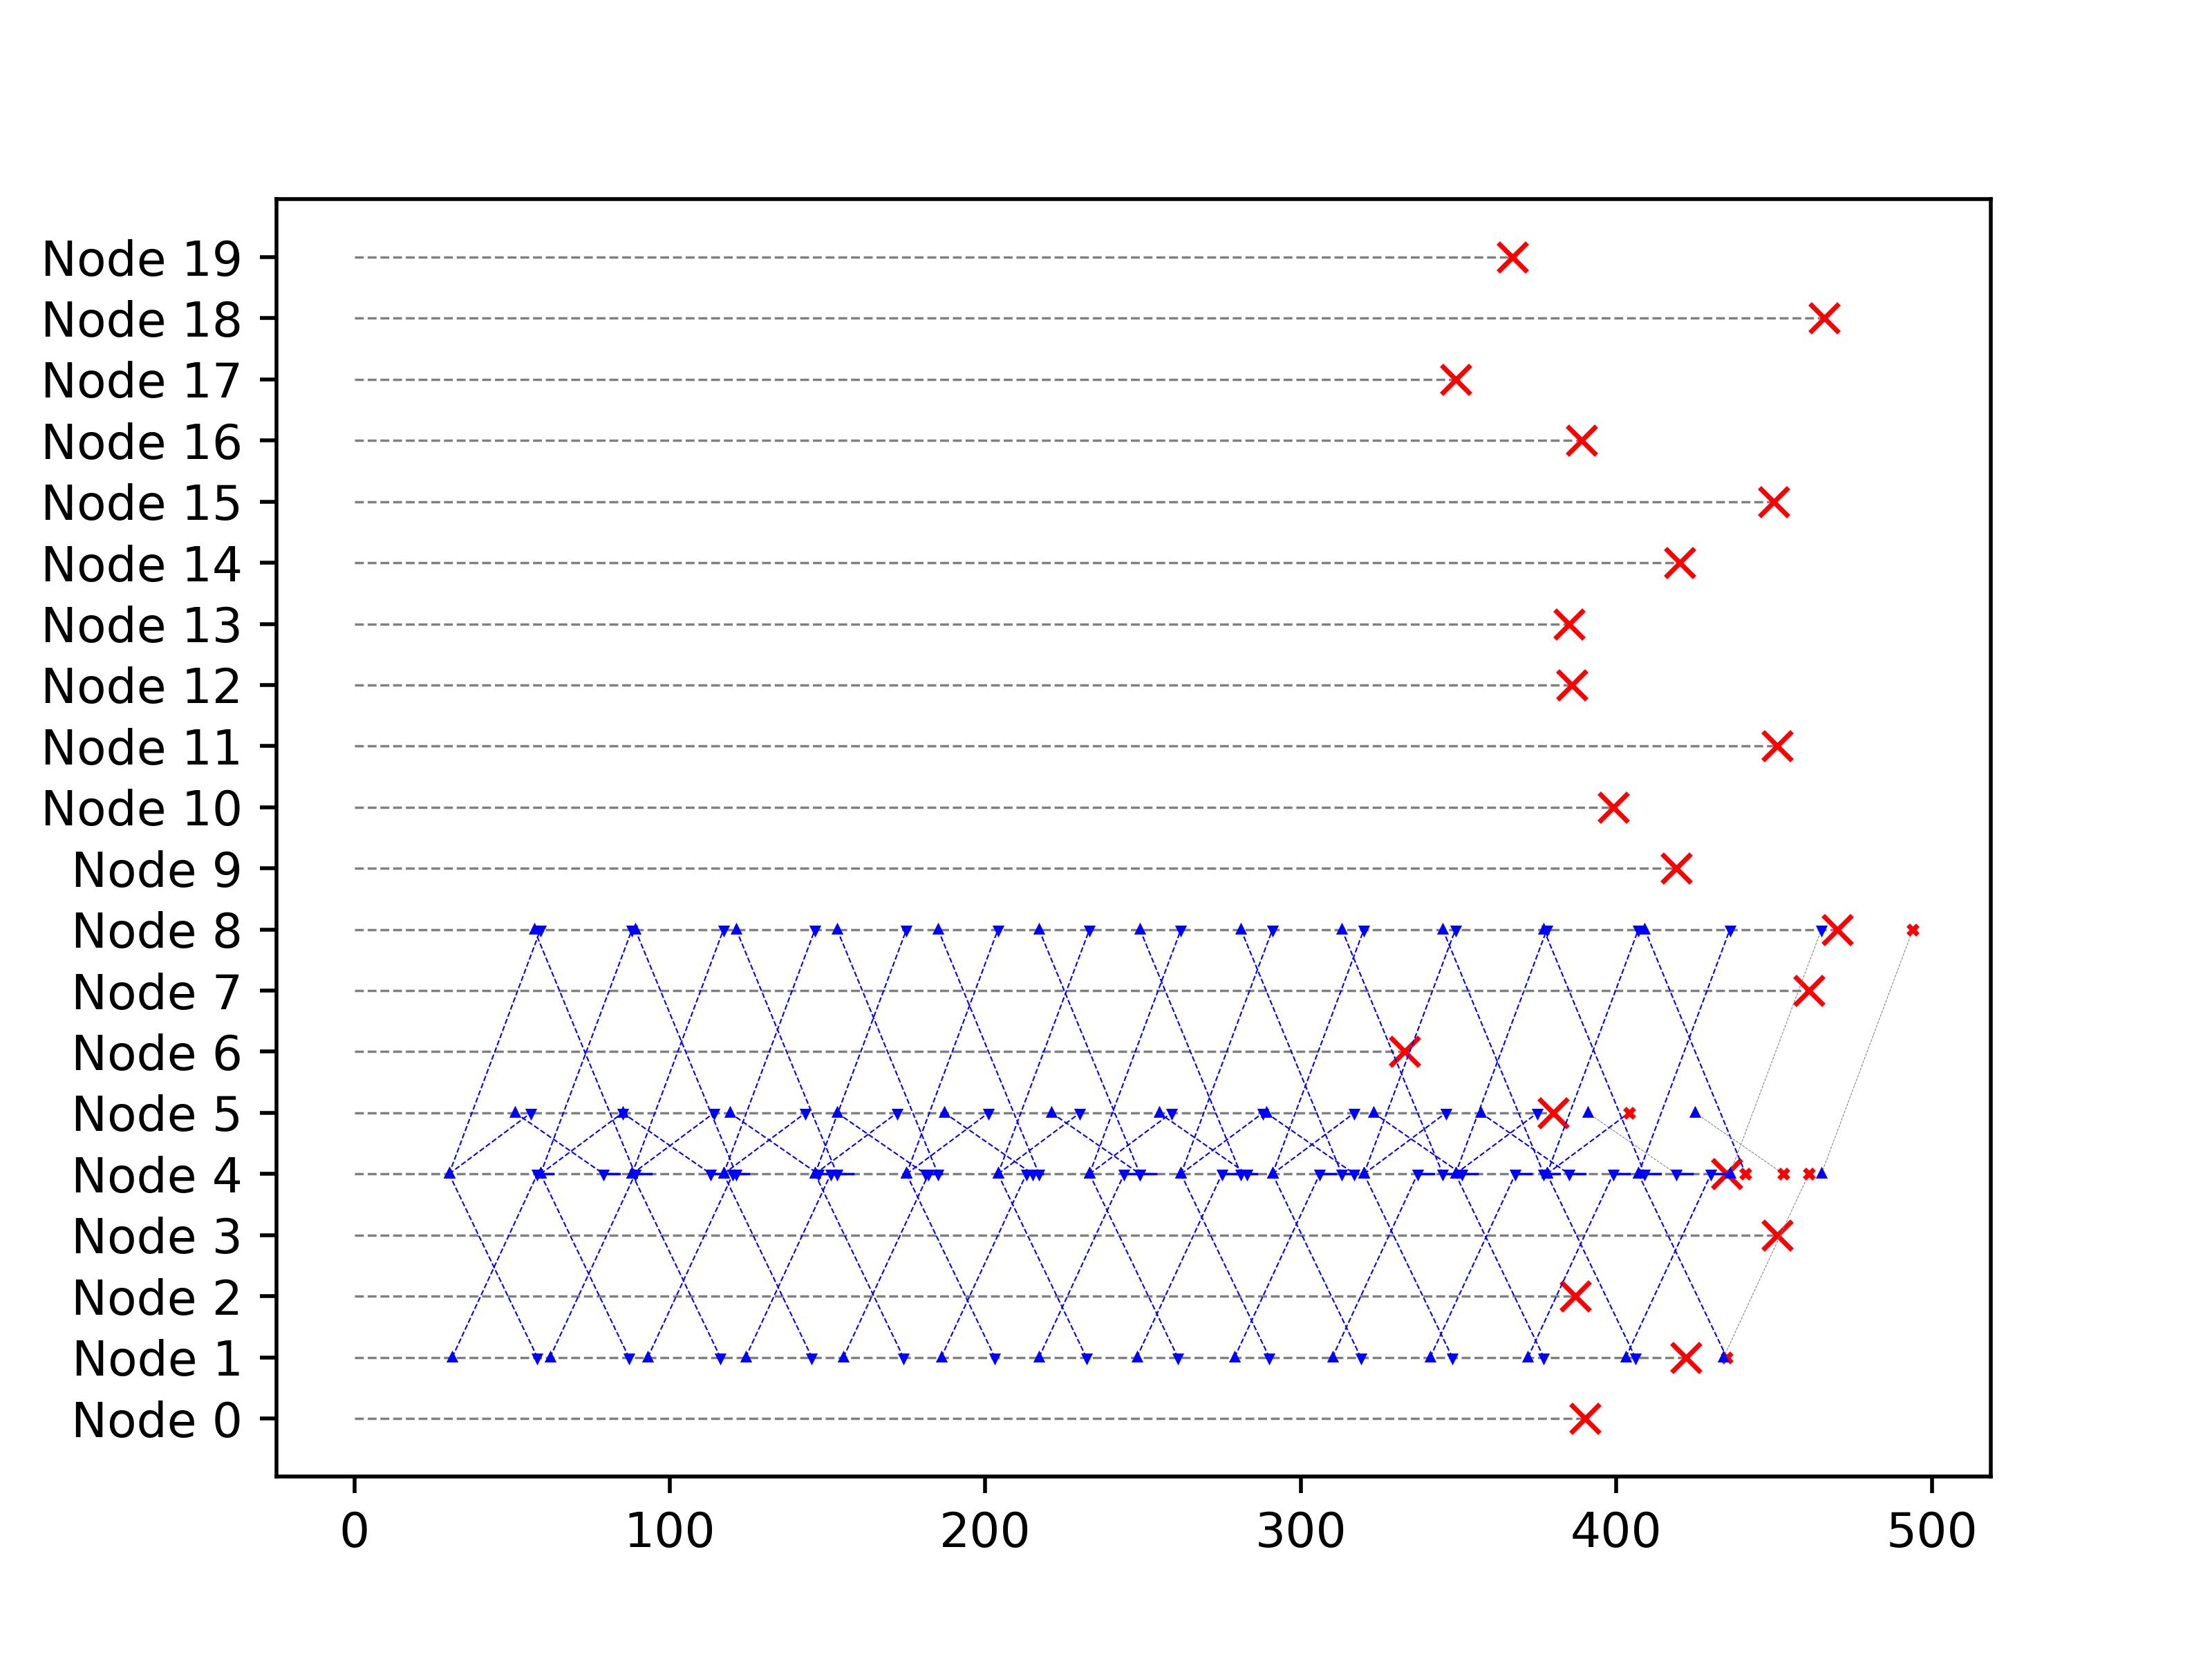 Node 19
Node 18
Node 17
Node 16
Node 15
Node 14
Node 13
Node 12
Node 11
Node 10
Node 9
Node 8
Node 7
Node 6
Node 5
Node 4
Node 3
Node 2
Node 1
Node 0
0 100 200 300 400 500